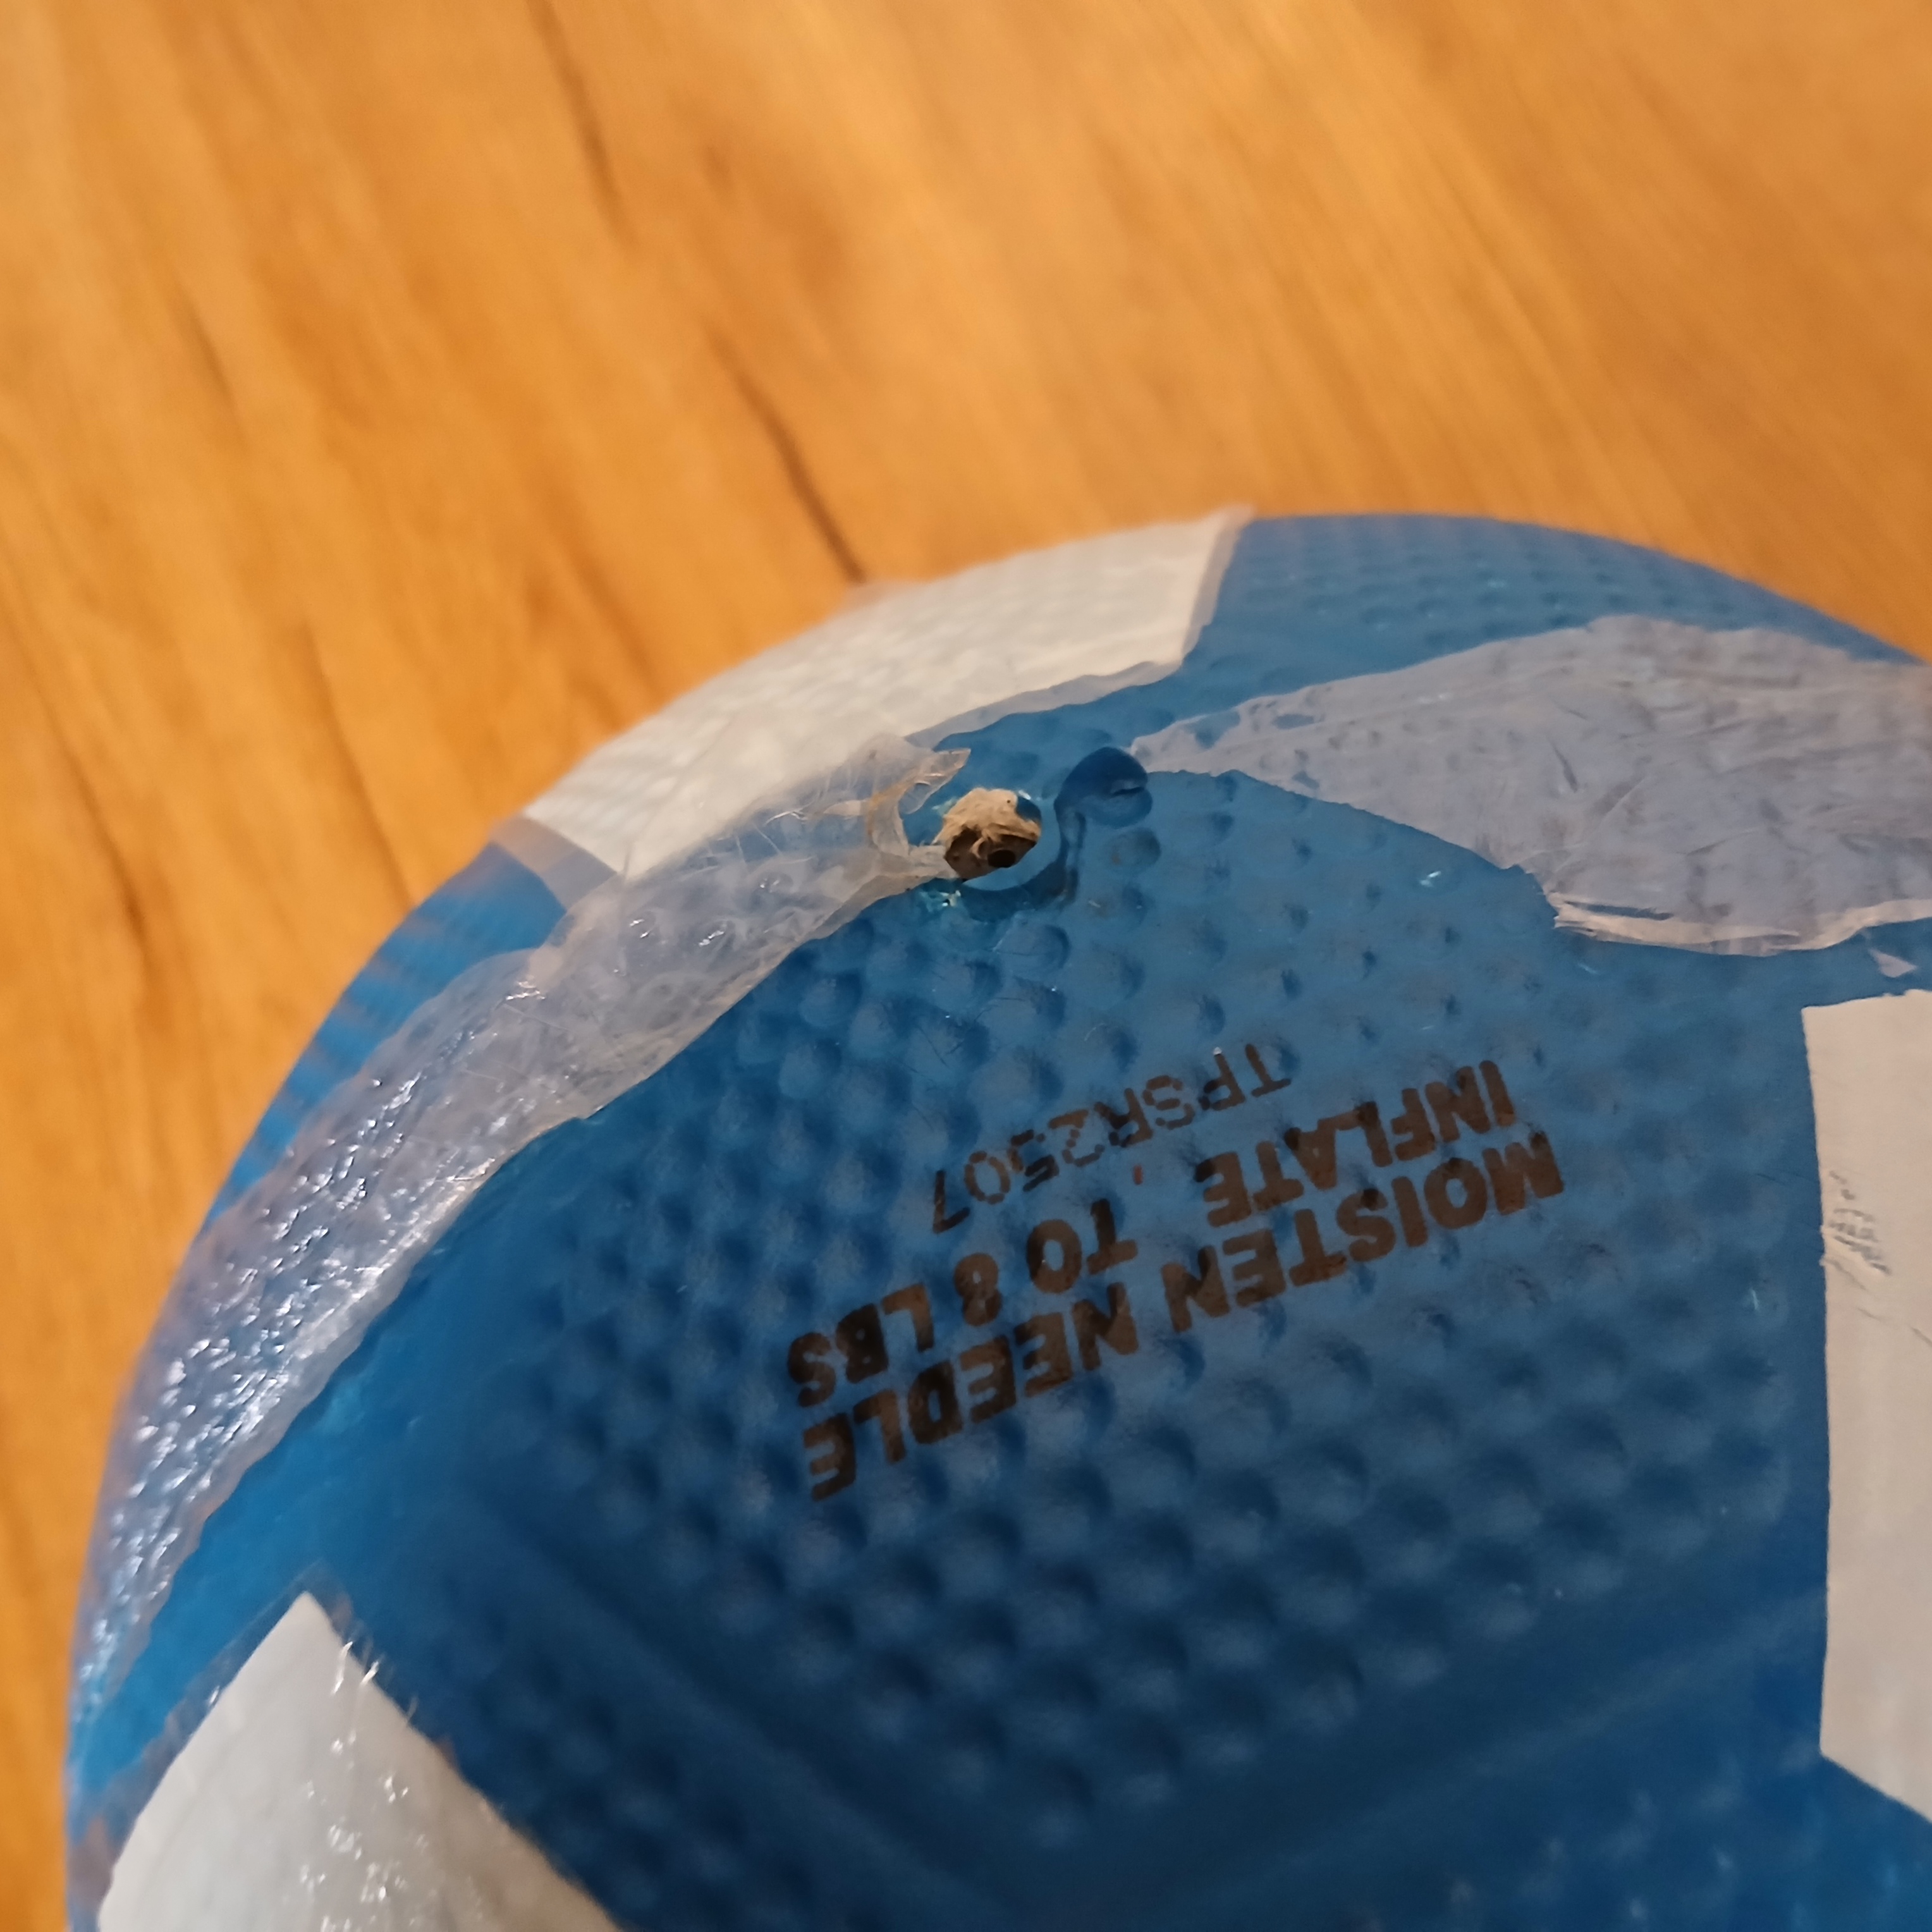 MOISTEN NEEDLE
INFLATE TO 8 LBS
TPSR2507